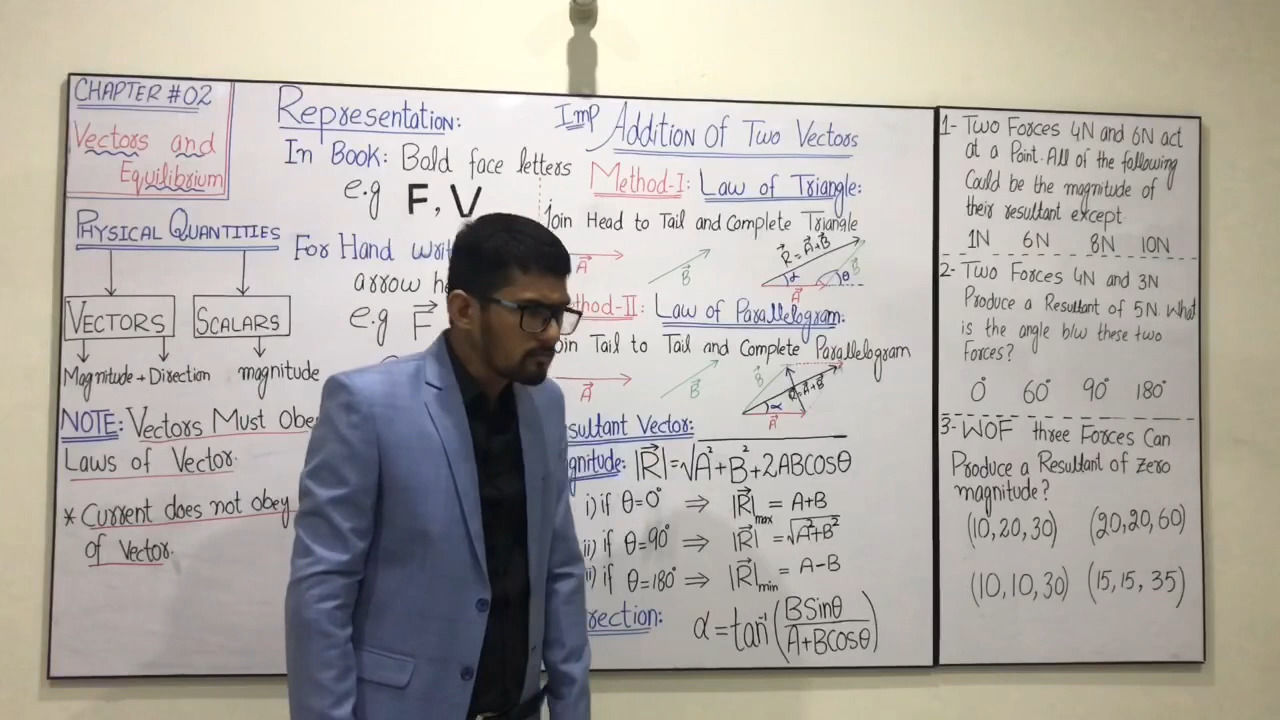 CHAPTER #02
Vectors and
Equilibrium
PHYSICAL QUANTITIES
VECTORS SCALARS
Magnitude + Direction magnitude
NOTE: Vectors Must
Laws of Vector.
* Current does not obey
of Vector.
Representation:
In Book: Bold face letters
e.g F, V
For Hand
arrow
e.g F⃗
Imp Addition Of Two Vectors
Method-I: Law of Triangle:
Join Head to Tail and Complete Triangle
A⃗ B⃗ R⃗=A⃗+B⃗ α θ A⃗ B⃗
Law of Parallelogram:
Tail to Tail and Complete Parallelogram
A⃗ B⃗ B⃗ R⃗=A⃗+B⃗ α A⃗
Vector:
|R⃗|=√A²+B²+2ABCosθ
i) if θ=0° ⇒ |R⃗|max = A+B
ii) if θ=90° ⇒ |R⃗| = √A²+B²
if θ=180° ⇒ |R⃗|min = A-B
α=tan⁻¹(BSinθ/A+BCosθ)
1- Two Forces 4N and 6N act
at a Point. All of the following
Could be the magnitude of
their resultant except
1N 6N 8N 10N
2- Two Forces 4N and 3N
Produce a Resultant of 5N. What
is the angle b/w these two
Forces?
0° 60° 90° 180°
3- WOF three Forces Can
Produce a Resultant of zero
magnitude?
(10,20,30) (20,20,60)
(10,10,30) (15,15,35)